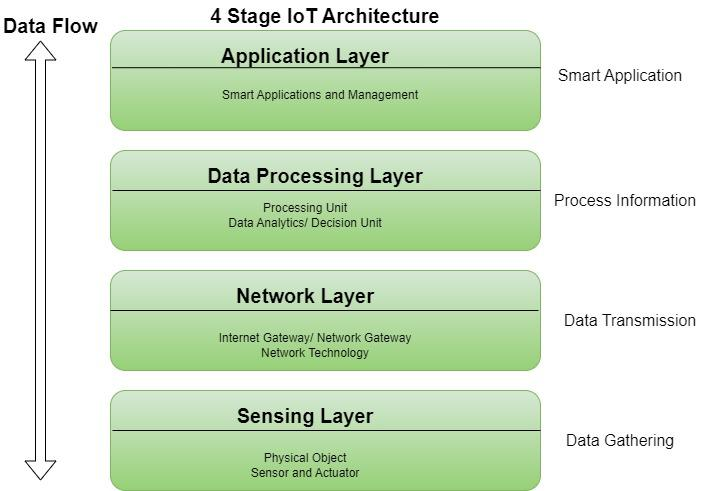 4 Stage IoT Architecture
Data Flow
Application Layer
Smart Applications and Management
Smart Application
Data Processing Layer
Processing Unit
Data Analytics/ Decision Unit
Process Information
Network Layer
Internet Gateway/ Network Gateway
Network Technology
Data Transmission
Sensing Layer
Physical Object
Sensor and Actuator
Data Gathering